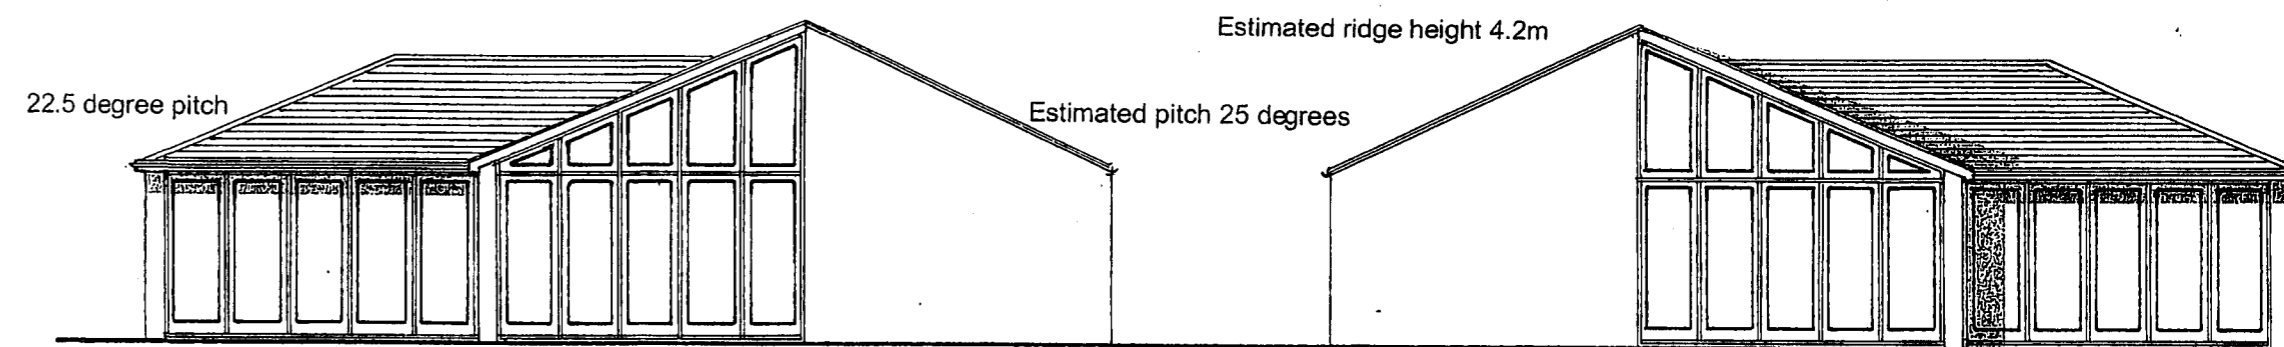 Estimated ridge height 4.2m
22.5 degree pitch
Estimated pitch 25 degrees